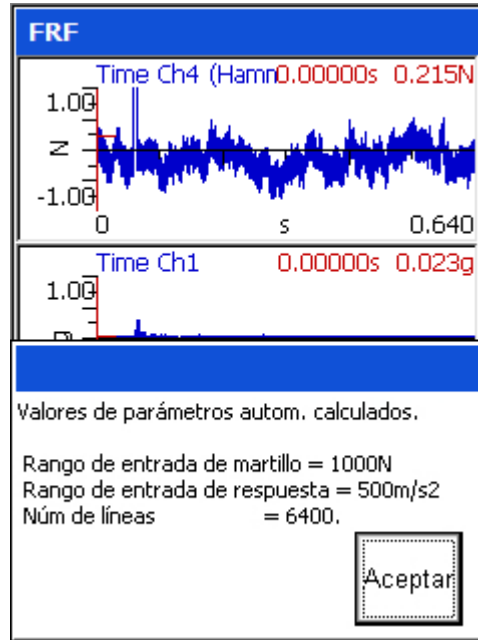 FRF
Time Ch4 (Hamn 0.00000s 0.215N
1.00
N
-1.00
0 s 0.640
Time Ch1 0.00000s 0.023g
1.00
Valores de parámetros autom. calculados.
Rango de entrada de martillo = 1000N
Rango de entrada de respuesta = 500m/s2
Núm de líneas = 6400.
Aceptar